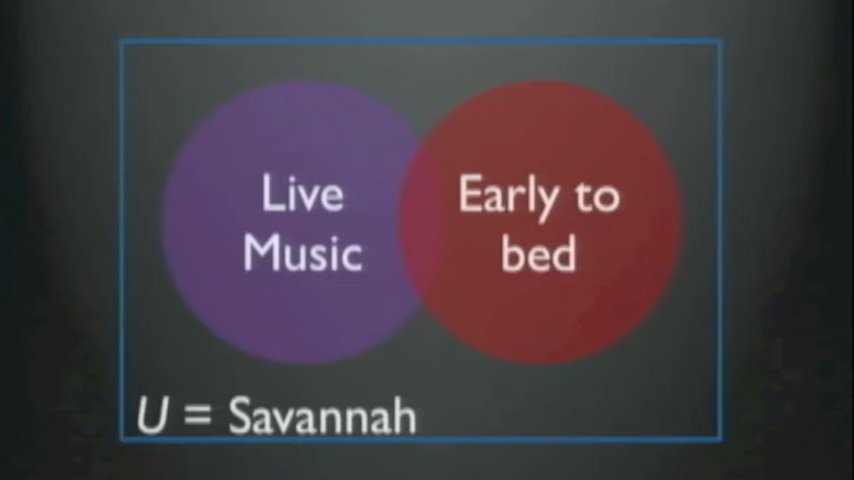 Live
Music
Early to
bed
U = Savannah